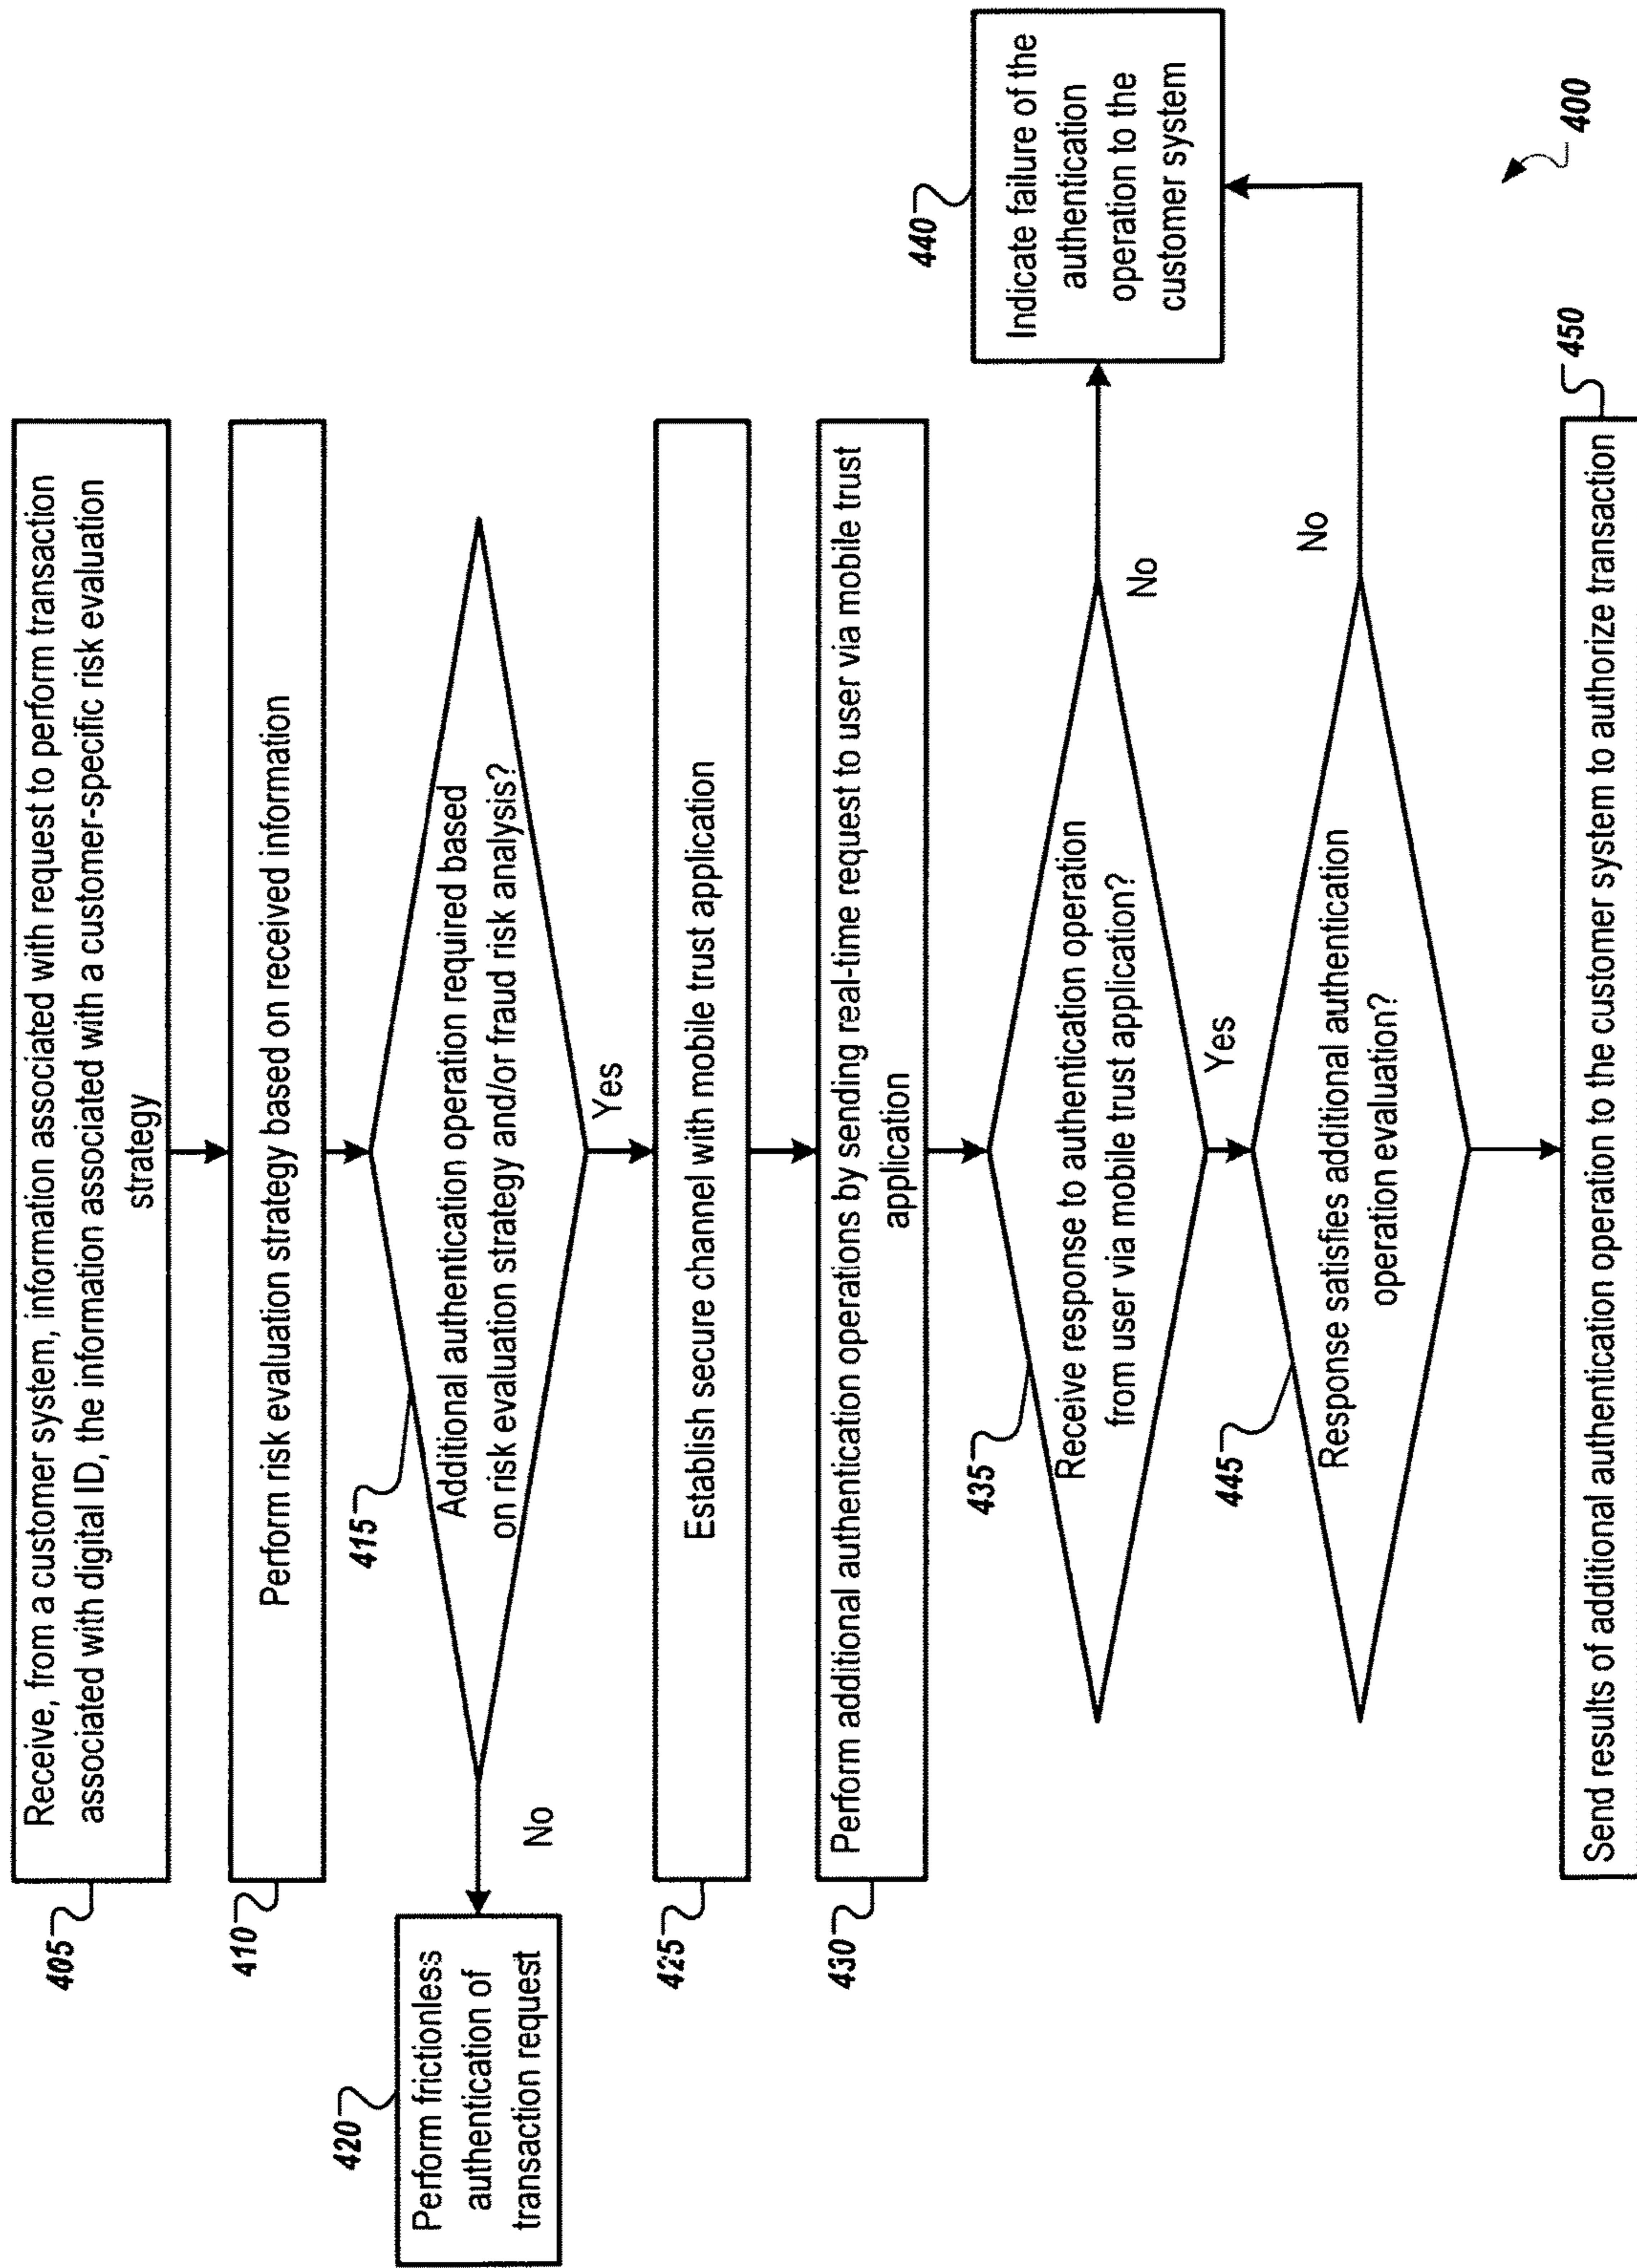 405
Receive, from a customer system, information associated with request to perform transaction
associated with digital ID, the information associated with a customer-specific risk evaluation
strategy
410
Perform risk evaluation strategy based on received information
415
Additional authentication operation required based
on risk evaluation strategy and/or fraud risk analysis?
No
420
Perform frictionless
authentication of
transaction request
Yes
425
Establish secure channel with mobile trust application
430
Perform additional authentication operations by sending real-time request to user via mobile trust
application
435
Receive response to authentication operation
from user via mobile trust application?
No
440
Indicate failure of the
authentication
operation to the
customer system
Yes
445
Response satisfies additional authentication
operation evaluation?
No
450
Send results of additional authentication operation to the customer system to authorize transaction
400